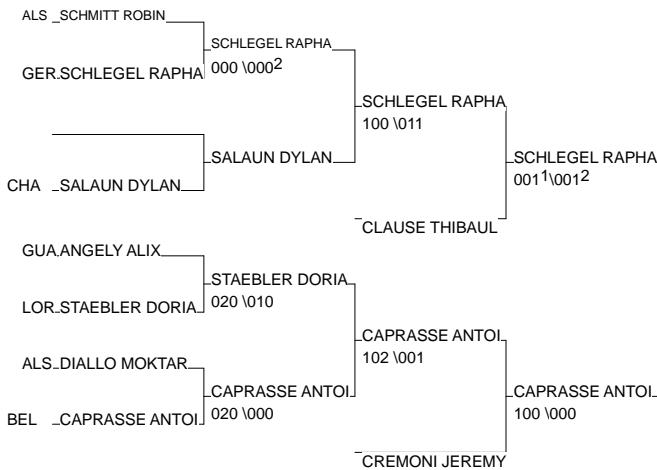 ALS SCHMITT ROBIN
SCHLEGEL RAPHA
000 \000²
GER SCHLEGEL RAPHA
SCHLEGEL RAPHA
100 \011
SALAUN DYLAN
SCHLEGEL RAPHA
001¹\001²
CHA SALAUN DYLAN
CLAUSE THIBAUL
GUA ANGELY ALIX
STAEBLER DORIA
020 \010
LOR STAEBLER DORIA
CAPRASSE ANTOI
102 \001
ALS DIALLO MOKTAR
CAPRASSE ANTOI
020 \000
CAPRASSE ANTOI
100 \000
BEL CAPRASSE ANTOI
CREMONI JEREMY